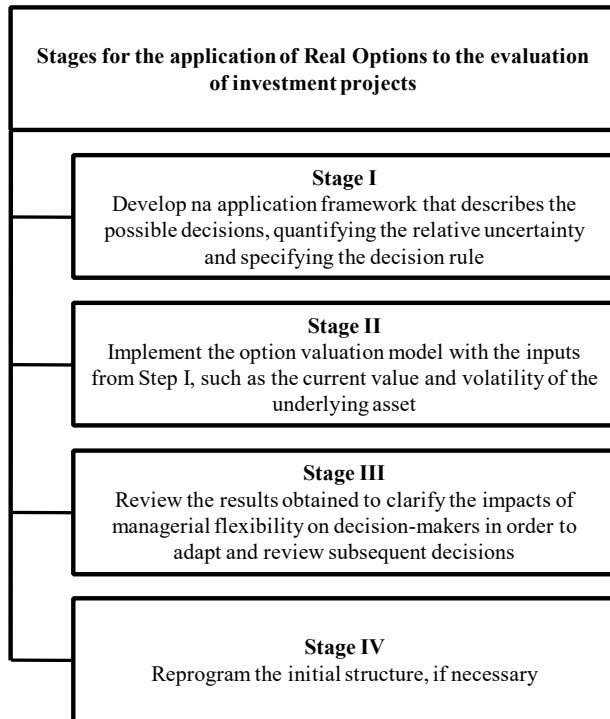 Stages for the application of Real Options to the evaluation
of investment projects
Stage I
Develop na application framework that describes the
possible decisions, quantifying the relative uncertainty
and specifying the decision rule
Stage II
Implement the option valuation model with the inputs
from Step I, such as the current value and volatility of the
underlying asset
Stage III
Review the results obtained to clarify the impacts of
managerial flexibility on decision-makers in order to
adapt and review subsequent decisions
Stage IV
Reprogram the initial structure, if necessary